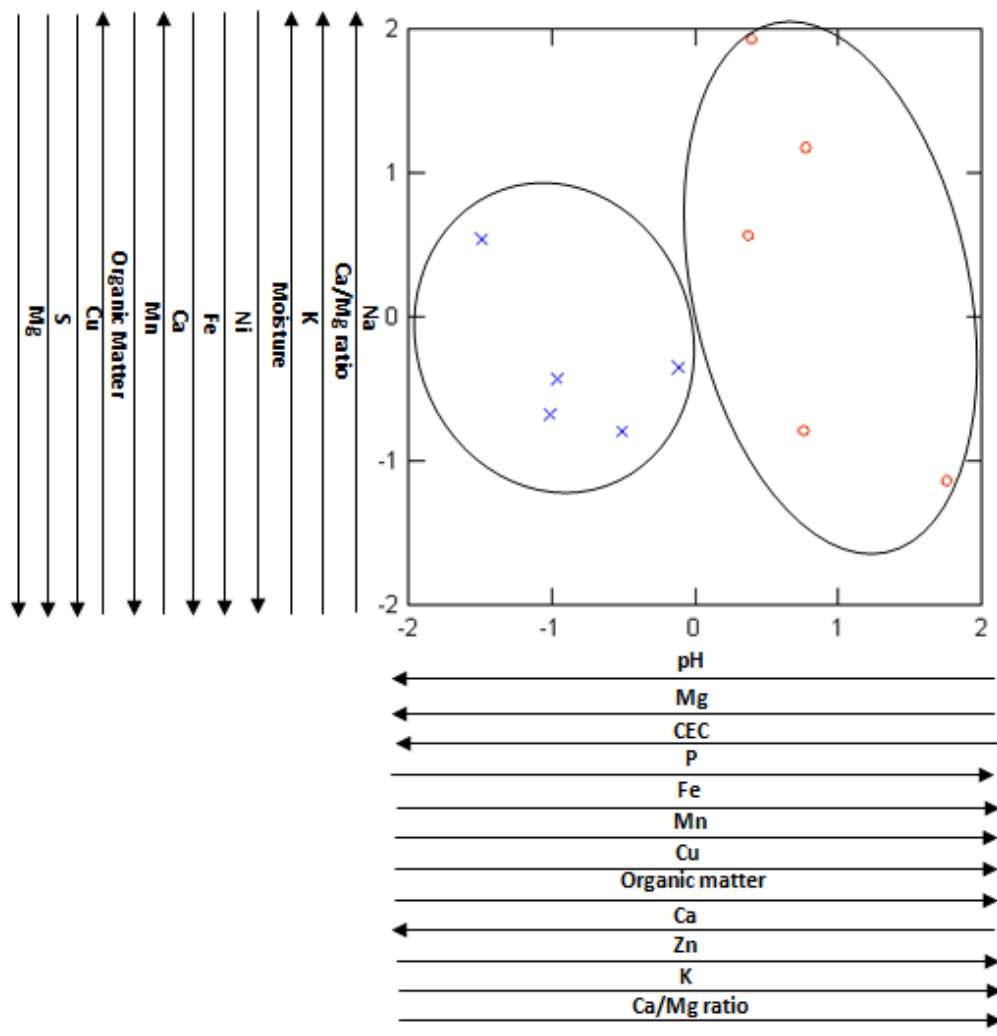 Mg
S
Cu
Organic Matter
Mn
Ca
Fe
Ni
Moisture
K
Ca/Mg ratio
Na
2
1
0
-1
-2
-2
-1
0
1
2
pH
Mg
CEC
P
Fe
Mn
Cu
Organic matter
Ca
Zn
K
Ca/Mg ratio